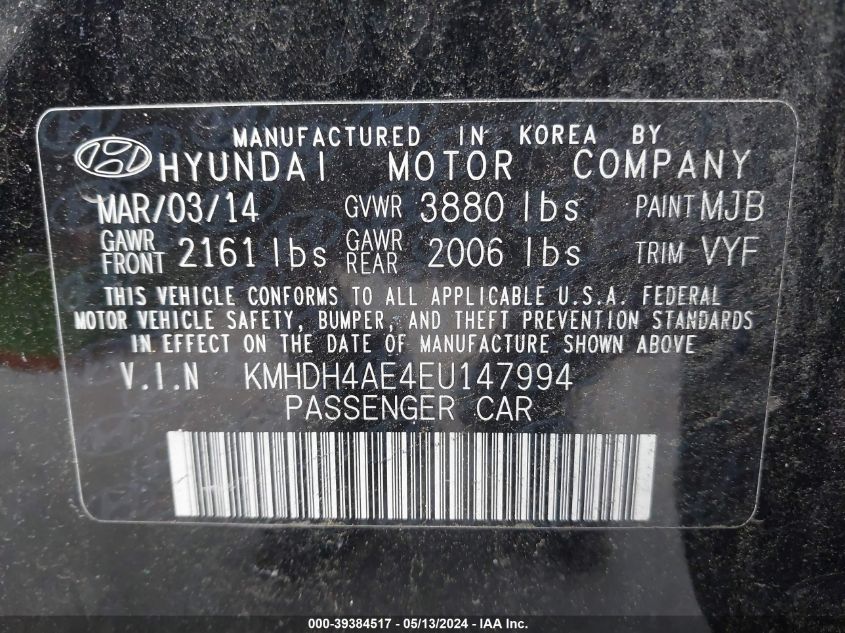 MANUFACTURED IN KOREA BY
HYUNDAI MOTOR COMPANY
MAR/03/14 GVWR 3880 lbs PAINT MJB
GAWR FRONT 2161 lbs GAWR REAR 2006 lbs TRIM VYF
THIS VEHICLE CONFORMS TO ALL APPLICABLE U.S.A. FEDERAL
MOTOR VEHICLE SAFETY, BUMPER, AND THEFT PREVENTION STANDARDS
IN EFFECT ON THE DATE OF MANUFACTURE SHOWN ABOVE
V.I.N KMHDH4AE4EU147994
PASSENGER CAR
000-39384517 - 05/13/2024 - IAA Inc.